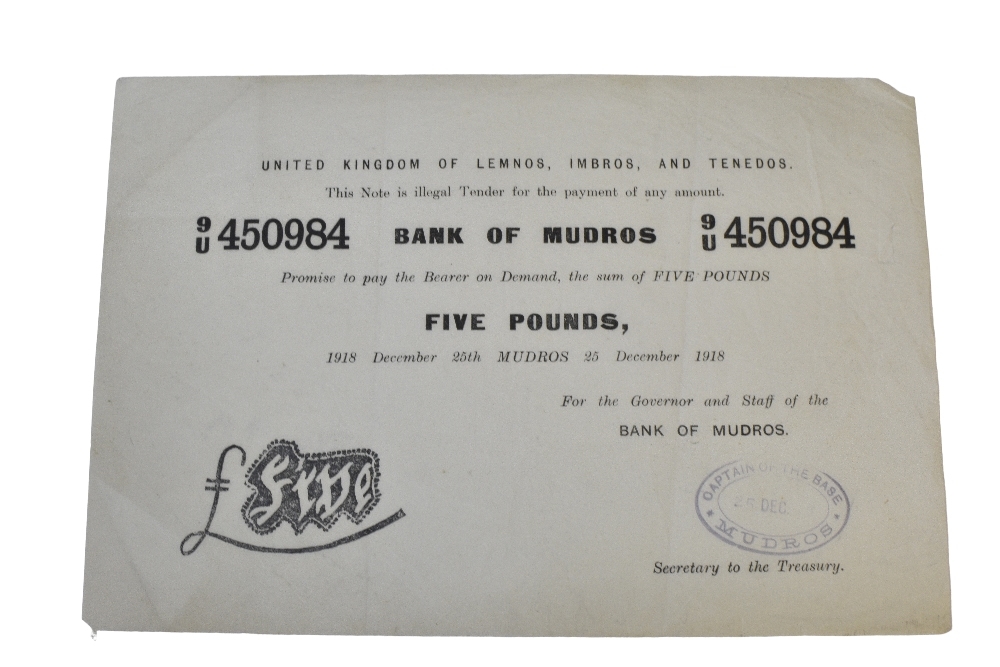 UNITED KINGDOM OF LEMNOS, IMBROS, AND TENEDOS.
This Note is illegal Tender for the payment of any amount.
9/U 450984 BANK OF MUDROS 9/U 450984
Promise to pay the Bearer on Demand, the sum of FIVE POUNDS
FIVE POUNDS,
1918 December 25th MUDROS 25 December 1918
For the Governor and Staff of the
BANK OF MUDROS.
£ Five
CAPTAIN OF THE BASE
25 DEC
MUDROS
Secretary to the Treasury.